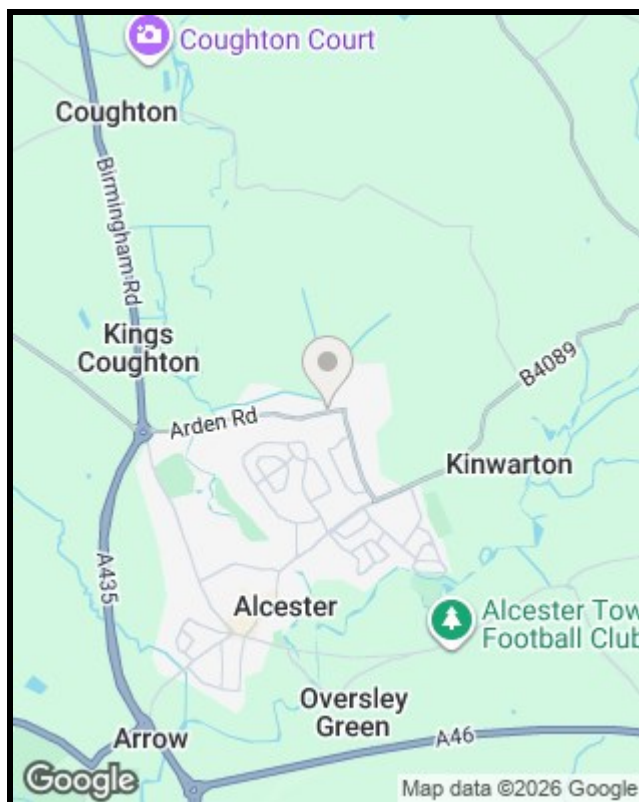 Coughton Court
Coughton
Birmingham Rd
Kings
Coughton
B4089
Arden Rd
Kinwarton
A435
Alcester
Alcester Tow
Football Club
Oversley
Green
Arrow
A46
Google
Map data ©2026 Google